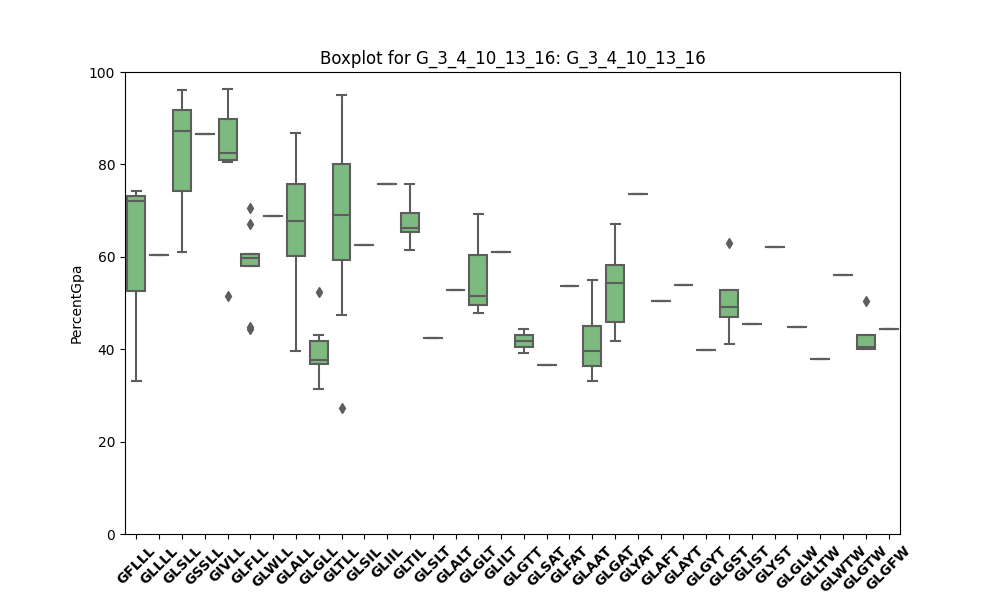 Boxplot for G_3_4_10_13_16: G_3_4_10_13_16
100
80
60
40
20
0
PercentGpa
GFLLL
GLLLL
GLSLL
GSSLL
GIVLL
GLFLL
GLWLL
GLALL
GLGLL
GLTLL
GLSIL
GLIIL
GLTIL
GLSLT
GLALT
GLGLT
GLILT
GLGTT
GLSAT
GLFAT
GLAAT
GLGAT
GLYAT
GLAFT
GLAYT
GLGYT
GLGST
GLIST
GLYST
GLGLW
GLLTW
GLWTW
GLGTW
GLGFW